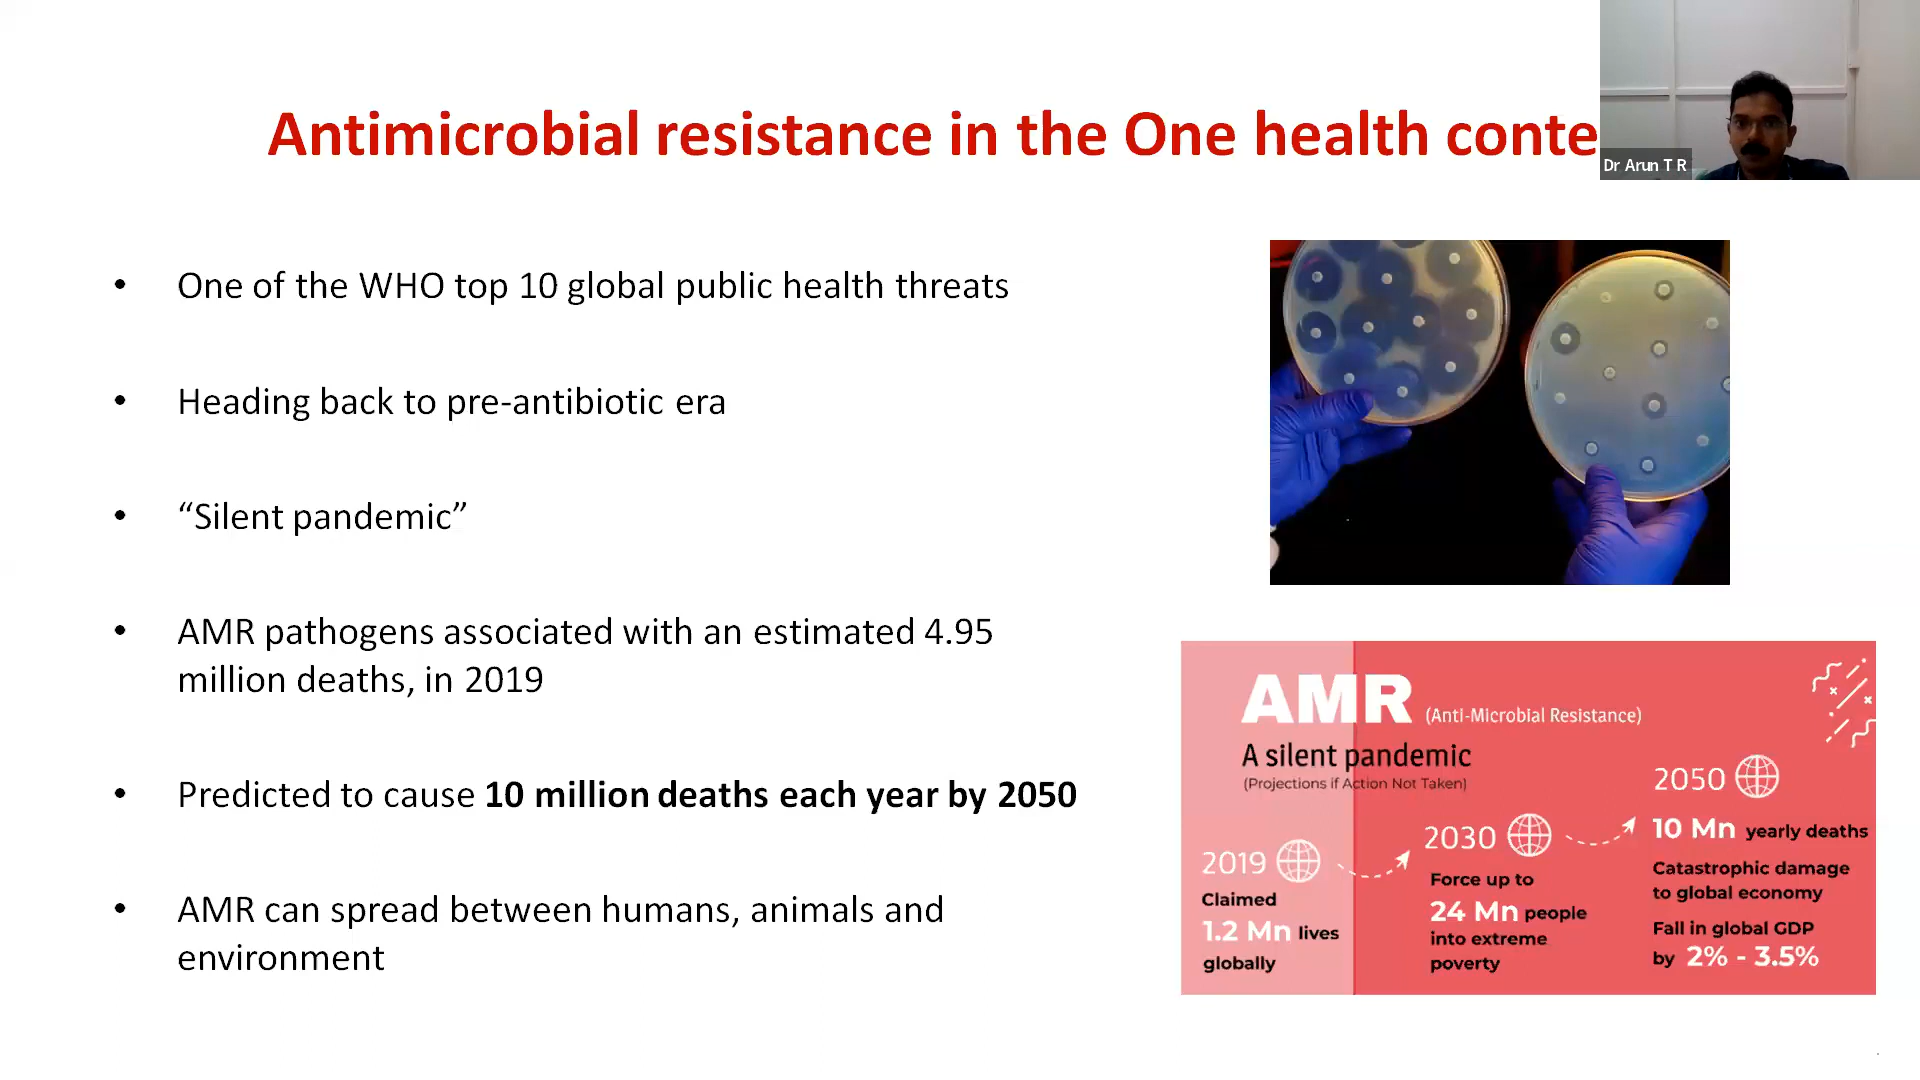 Antimicrobial resistance in the One health conte
Dr Arun T R
• One of the WHO top 10 global public health threats
• Heading back to pre-antibiotic era
• “Silent pandemic”
• AMR pathogens associated with an estimated 4.95
million deaths, in 2019
• Predicted to cause 10 million deaths each year by 2050
• AMR can spread between humans, animals and
environment
AMR (Anti-Microbial Resistance)
A silent pandemic
(Projections if Action Not Taken)
2019
Claimed
1.2 Mn lives
globally
2030
Force up to
24 Mn people
into extreme
poverty
2050
10 Mn yearly deaths
Catastrophic damage
to global economy
Fall in global GDP
by 2% - 3.5%